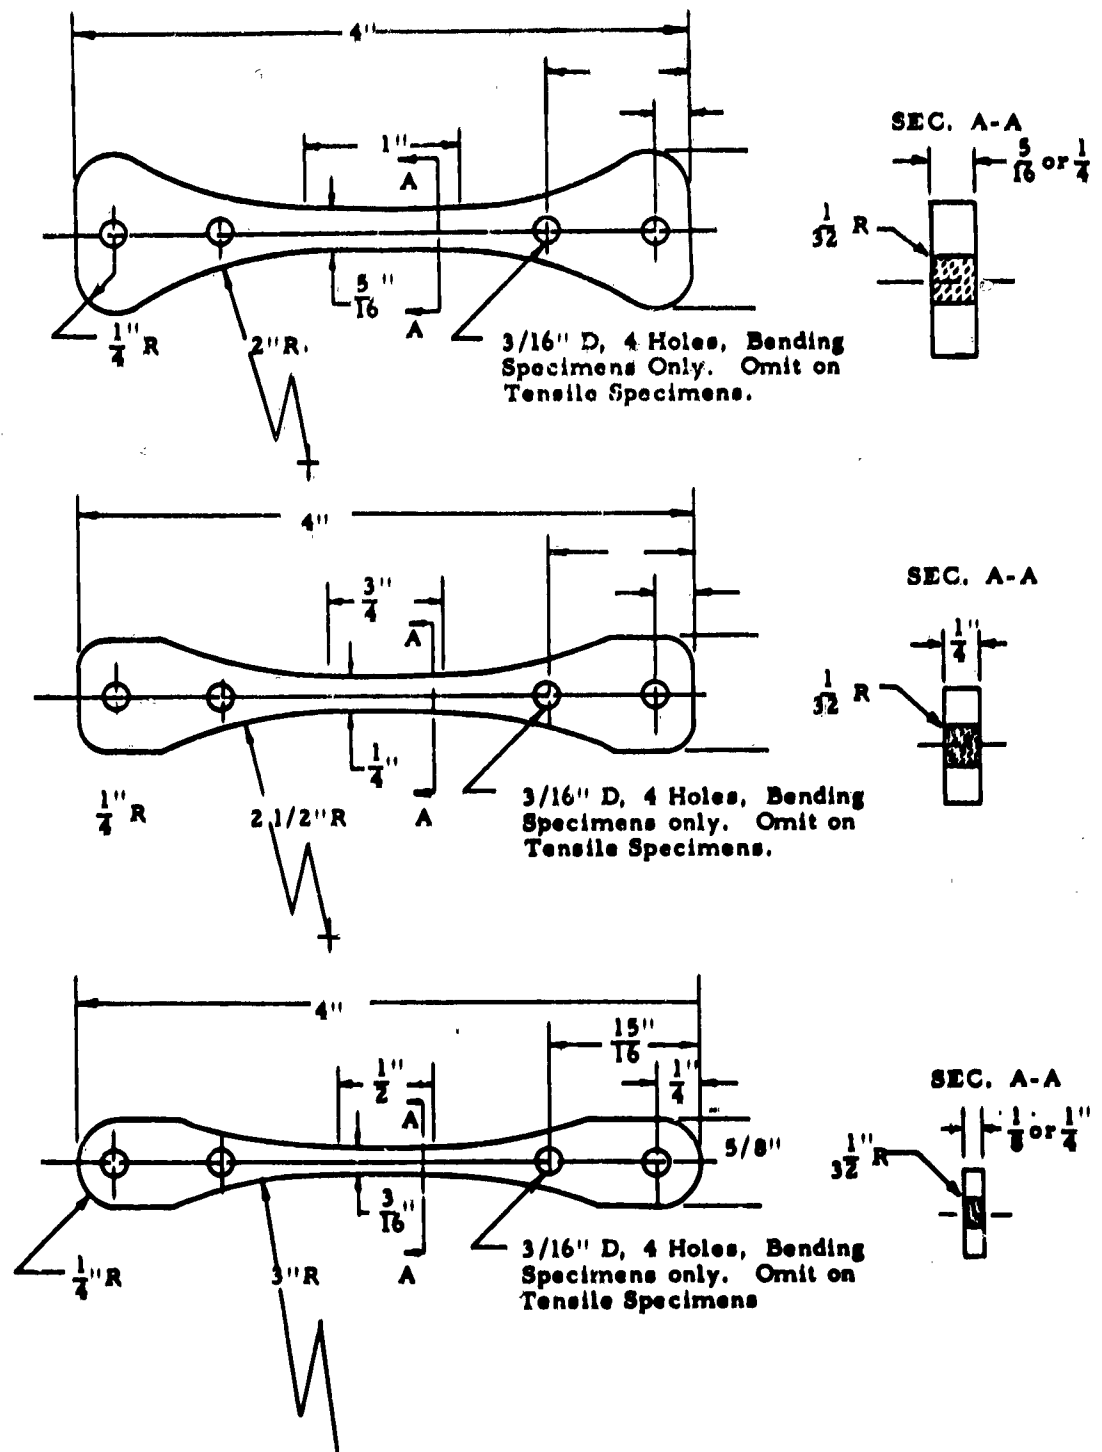 4"
1"
A
SEC. A-A
5/16 or 1/4
1/32 R
5/16"
A
1/4" R
2"R.
3/16" D, 4 Holes, Bending
Specimens Only. Omit on
Tensile Specimens.
4"
3/4"
A
SEC. A-A
1/4"
1/32 R
1/4"
A
1/4" R
2 1/2"R
3/16" D, 4 Holes, Bending
Specimens only. Omit on
Tensile Specimens.
4"
15"/16
1/2"
1/4"
A
SEC. A-A
1/8 or 1/4"
5/8"
1/32" R
3/16"
A
1/4"R
3"R
3/16" D, 4 Holes, Bending
Specimens only. Omit on
Tensile Specimens